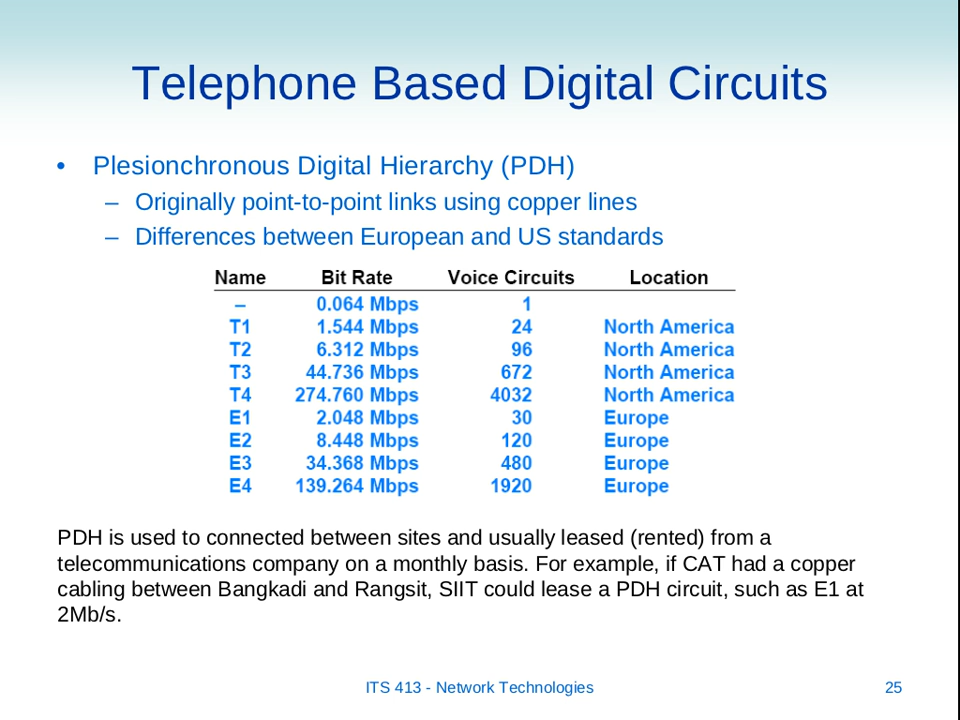 Telephone Based Digital Circuits
• Plesionchronous Digital Hierarchy (PDH)
– Originally point-to-point links using copper lines
– Differences between European and US standards
Name Bit Rate Voice Circuits Location
– 0.064 Mbps 1
T1 1.544 Mbps 24 North America
T2 6.312 Mbps 96 North America
T3 44.736 Mbps 672 North America
T4 274.760 Mbps 4032 North America
E1 2.048 Mbps 30 Europe
E2 8.448 Mbps 120 Europe
E3 34.368 Mbps 480 Europe
E4 139.264 Mbps 1920 Europe
PDH is used to connected between sites and usually leased (rented) from a
telecommunications company on a monthly basis. For example, if CAT had a copper
cabling between Bangkadi and Rangsit, SIIT could lease a PDH circuit, such as E1 at
2Mb/s.
ITS 413 - Network Technologies 25